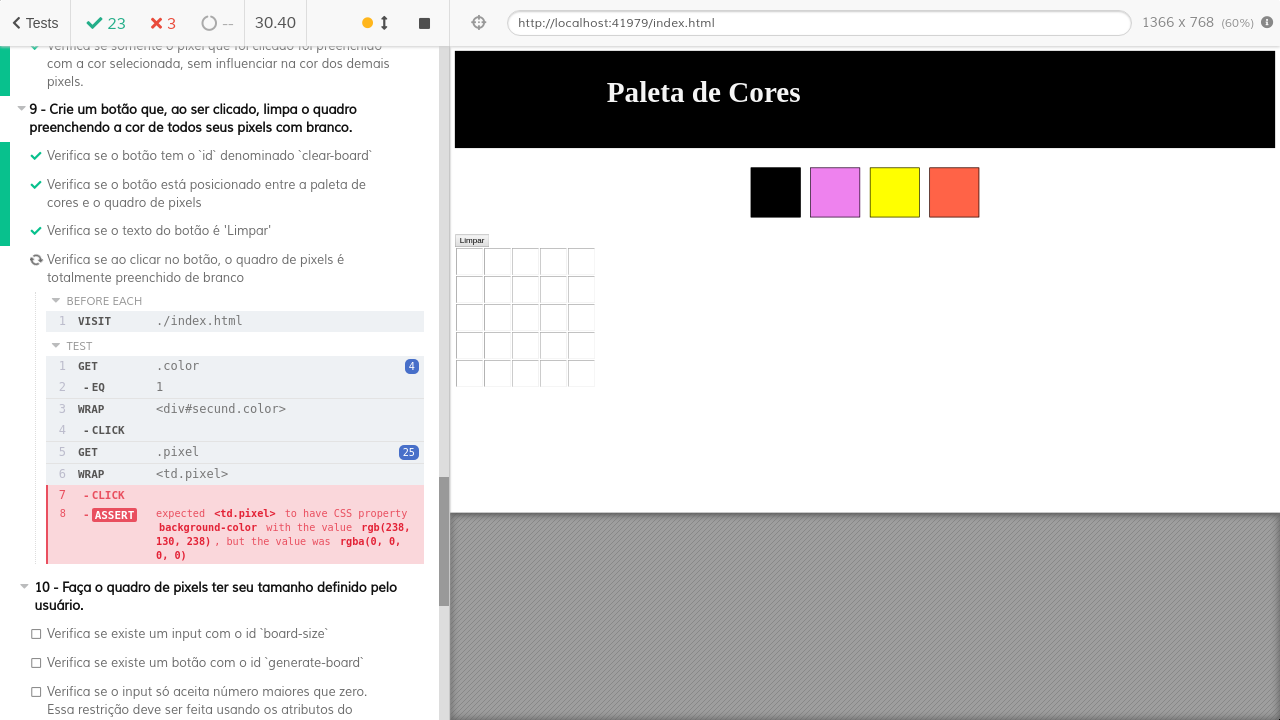 Tests 23 3 -- 30.40 http://localhost:41979/index.html 1366 x 768 (60%)
Verifica se somente o pixel que foi clicado foi preenchido
com a cor selecionada, sem influenciar na cor dos demais
pixels.
9 - Crie um botão que, ao ser clicado, limpa o quadro
preenchendo a cor de todos seus pixels com branco.
Verifica se o botão tem o `id` denominado `clear-board`
Verifica se o botão está posicionado entre a paleta de
cores e o quadro de pixels
Verifica se o texto do botão é 'Limpar'
Verifica se ao clicar no botão, o quadro de pixels é
totalmente preenchido de branco
BEFORE EACH
1 VISIT ./index.html
TEST
1 GET .color 4
2 - EQ 1
3 WRAP <div#secund.color>
4 - CLICK
5 GET .pixel 25
6 WRAP <td.pixel>
7 - CLICK
8 - ASSERT expected <td.pixel> to have CSS property
background-color with the value rgb(238,
130, 238) , but the value was rgba(0, 0,
0, 0)
10 - Faça o quadro de pixels ter seu tamanho definido pelo
usuário.
Verifica se existe um input com o id `board-size`
Verifica se existe um botão com o id `generate-board`
Verifica se o input só aceita número maiores que zero.
Essa restrição deve ser feita usando os atributos do
Paleta de Cores
Limpar